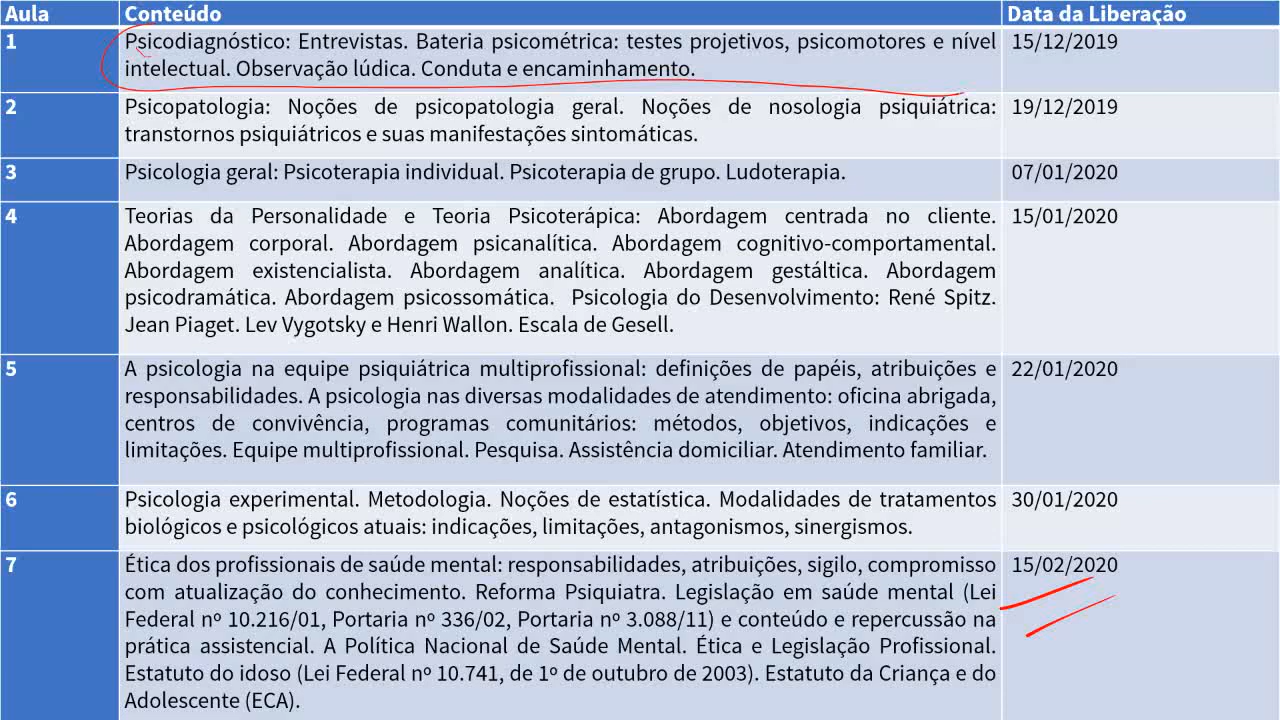 Aula Conteúdo Data da Liberação
1 Psicodiagnóstico: Entrevistas. Bateria psicométrica: testes projetivos, psicomotores e nível 15/12/2019
intelectual. Observação lúdica. Conduta e encaminhamento.
2 Psicopatologia: Noções de psicopatologia geral. Noções de nosologia psiquiátrica: 19/12/2019
transtornos psiquiátricos e suas manifestações sintomáticas.
3 Psicologia geral: Psicoterapia individual. Psicoterapia de grupo. Ludoterapia. 07/01/2020
4 Teorias da Personalidade e Teoria Psicoterápica: Abordagem centrada no cliente. 15/01/2020
Abordagem corporal. Abordagem psicanalítica. Abordagem cognitivo-comportamental.
Abordagem existencialista. Abordagem analítica. Abordagem gestáltica. Abordagem
psicodramática. Abordagem psicossomática. Psicologia do Desenvolvimento: René Spitz.
Jean Piaget. Lev Vygotsky e Henri Wallon. Escala de Gesell.
5 A psicologia na equipe psiquiátrica multiprofissional: definições de papéis, atribuições e 22/01/2020
responsabilidades. A psicologia nas diversas modalidades de atendimento: oficina abrigada,
centros de convivência, programas comunitários: métodos, objetivos, indicações e
limitações. Equipe multiprofissional. Pesquisa. Assistência domiciliar. Atendimento familiar.
6 Psicologia experimental. Metodologia. Noções de estatística. Modalidades de tratamentos 30/01/2020
biológicos e psicológicos atuais: indicações, limitações, antagonismos, sinergismos.
7 Ética dos profissionais de saúde mental: responsabilidades, atribuições, sigilo, compromisso 15/02/2020
com atualização do conhecimento. Reforma Psiquiatra. Legislação em saúde mental (Lei
Federal nº 10.216/01, Portaria nº 336/02, Portaria nº 3.088/11) e conteúdo e repercussão na
prática assistencial. A Política Nacional de Saúde Mental. Ética e Legislação Profissional.
Estatuto do idoso (Lei Federal nº 10.741, de 1º de outubro de 2003). Estatuto da Criança e do
Adolescente (ECA).